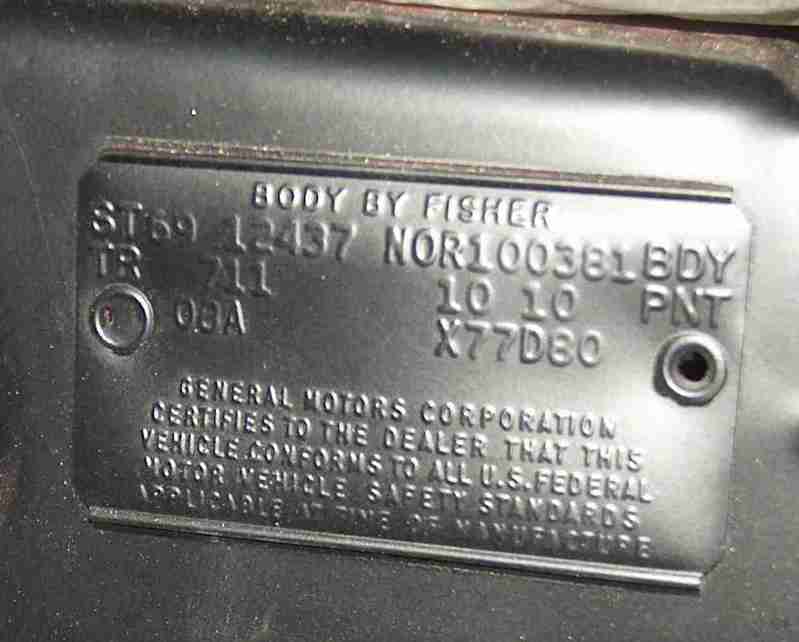 BODY BY FISHER
ST69 12437 NOR100381 BDY
TR 711 10 10 PNT
09A X77D80
GENERAL MOTORS CORPORATION
CERTIFIES TO THE DEALER THAT THIS
VEHICLE CONFORMS TO ALL U.S. FEDERAL
MOTOR VEHICLE SAFETY STANDARDS
APPLICABLE AT TIME OF MANUFACTURE